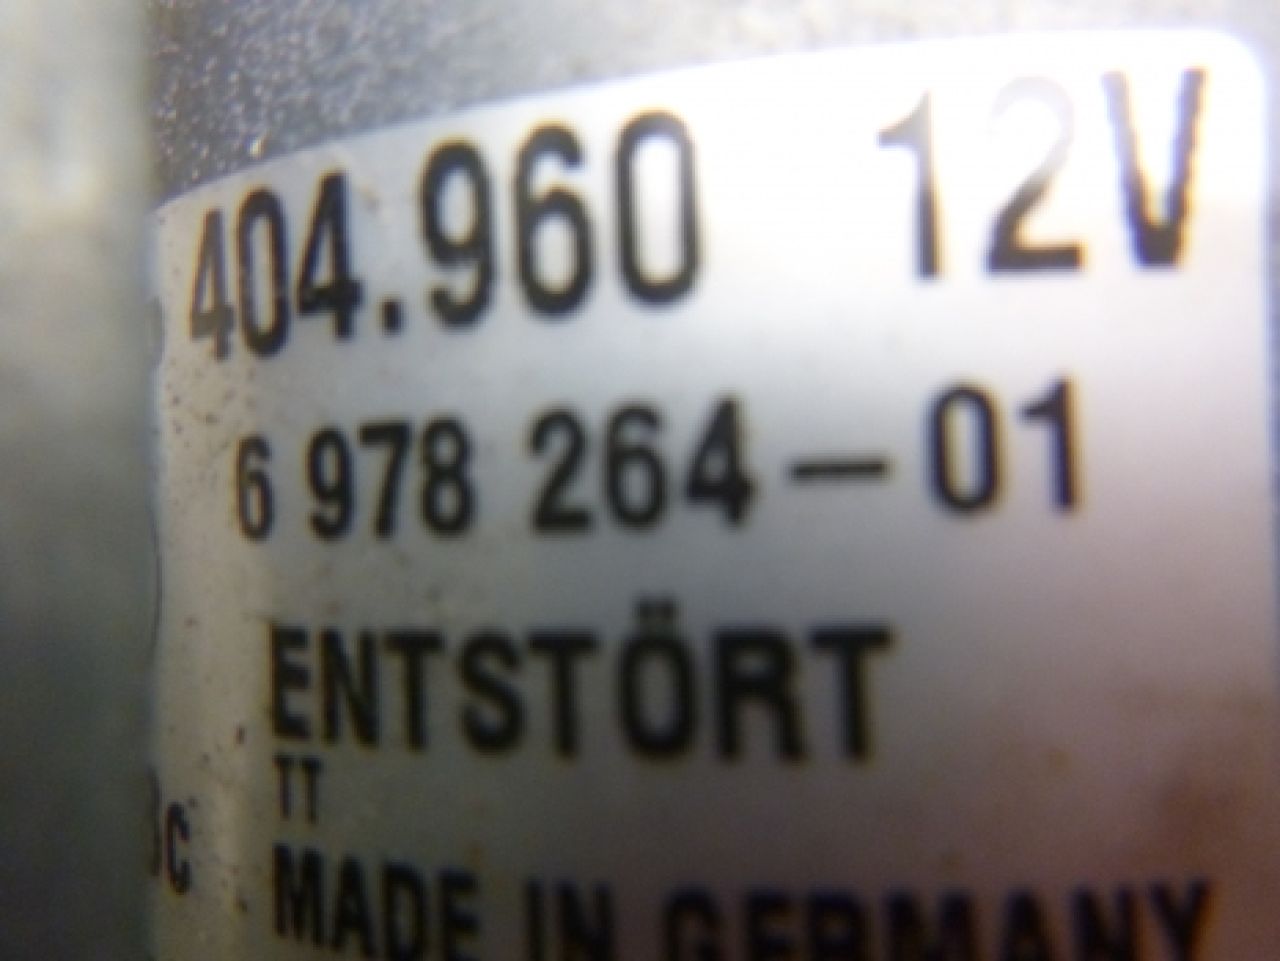 404.960 12V
6 978 264-01
ENTSTÖRT
TT
C
MADE IN GERMANY